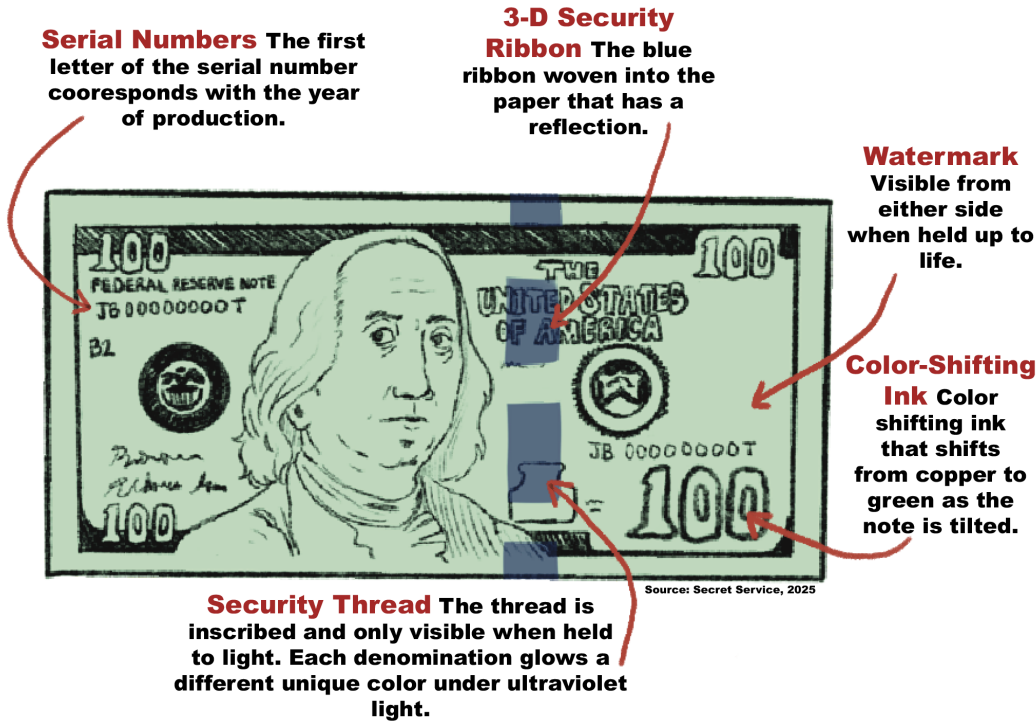 Serial Numbers The first
letter of the serial number
cooresponds with the year
of production.
3-D Security
Ribbon The blue
ribbon woven into the
paper that has a
reflection.
Watermark
Visible from
either side
when held up to
life.
100
FEDERAL RESERVE NOTE
JB00000000T
B2
100
THE
UNITED STATES
OF AMERICA
100
JB 00000000T
100
Color-Shifting
Ink Color
shifting ink
that shifts
from copper to
green as the
note is tilted.
Source: Secret Service, 2025
Security Thread The thread is
inscribed and only visible when held
to light. Each denomination glows a
different unique color under ultraviolet
light.